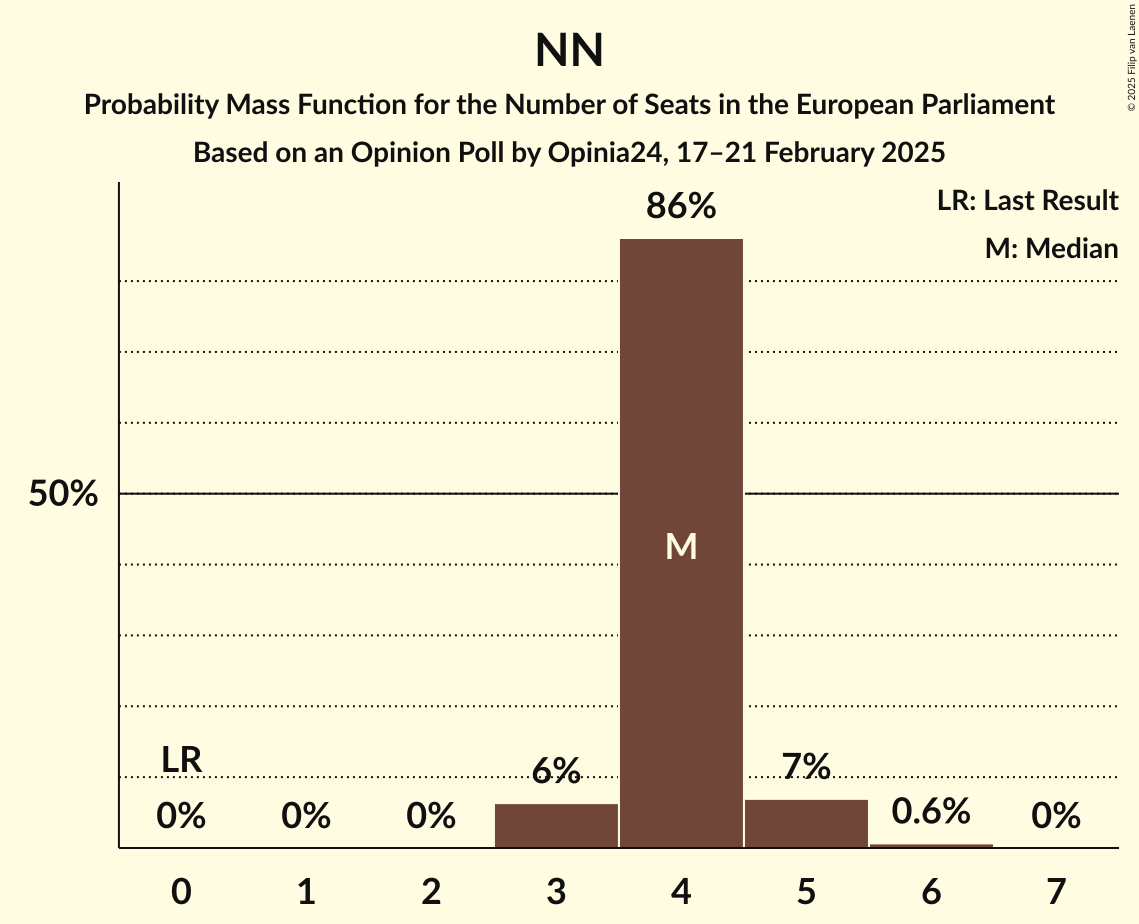 NN
Probability Mass Function for the Number of Seats in the European Parliament
Based on an Opinion Poll by Opinia24, 17–21 February 2025
© 2025 Filip van Laenen
LR: Last Result
M: Median
86%
50%
M
LR
0%
0%
0%
6%
7%
0.6%
0%
0
1
2
3
4
5
6
7